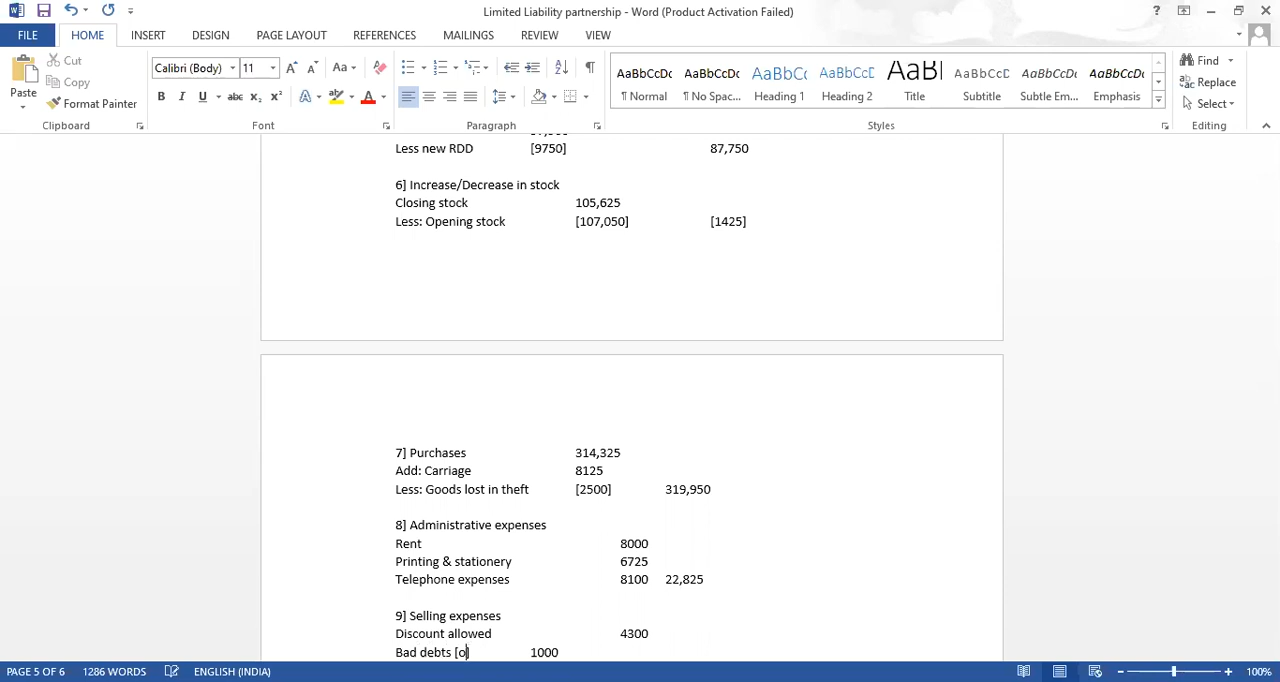 Limited Liability partnership - Word (Product Activation Failed)
FILE HOME INSERT DESIGN PAGE LAYOUT REFERENCES MAILINGS REVIEW VIEW
Paste
Cut
Copy
Format Painter
Clipboard
Calibri (Body) 11
Font
Paragraph
AaBbCcDc AaBbCcDc AaBbCc AaBbCcC AaBl AaBbCcD AaBbCcDc AaBbCcDc
¶ Normal ¶ No Spac... Heading 1 Heading 2 Title Subtitle Subtle Em... Emphasis
Styles
Find
Replace
Select
Editing
Less new RDD [9750] 87,750
6] Increase/Decrease in stock
Closing stock 105,625
Less: Opening stock [107,050] [1425]
7] Purchases 314,325
Add: Carriage 8125
Less: Goods lost in theft [2500] 319,950
8] Administrative expenses
Rent 8000
Printing & stationery 6725
Telephone expenses 8100 22,825
9] Selling expenses
Discount allowed 4300
Bad debts [o] 1000
PAGE 5 OF 6 1286 WORDS ENGLISH (INDIA) 100%